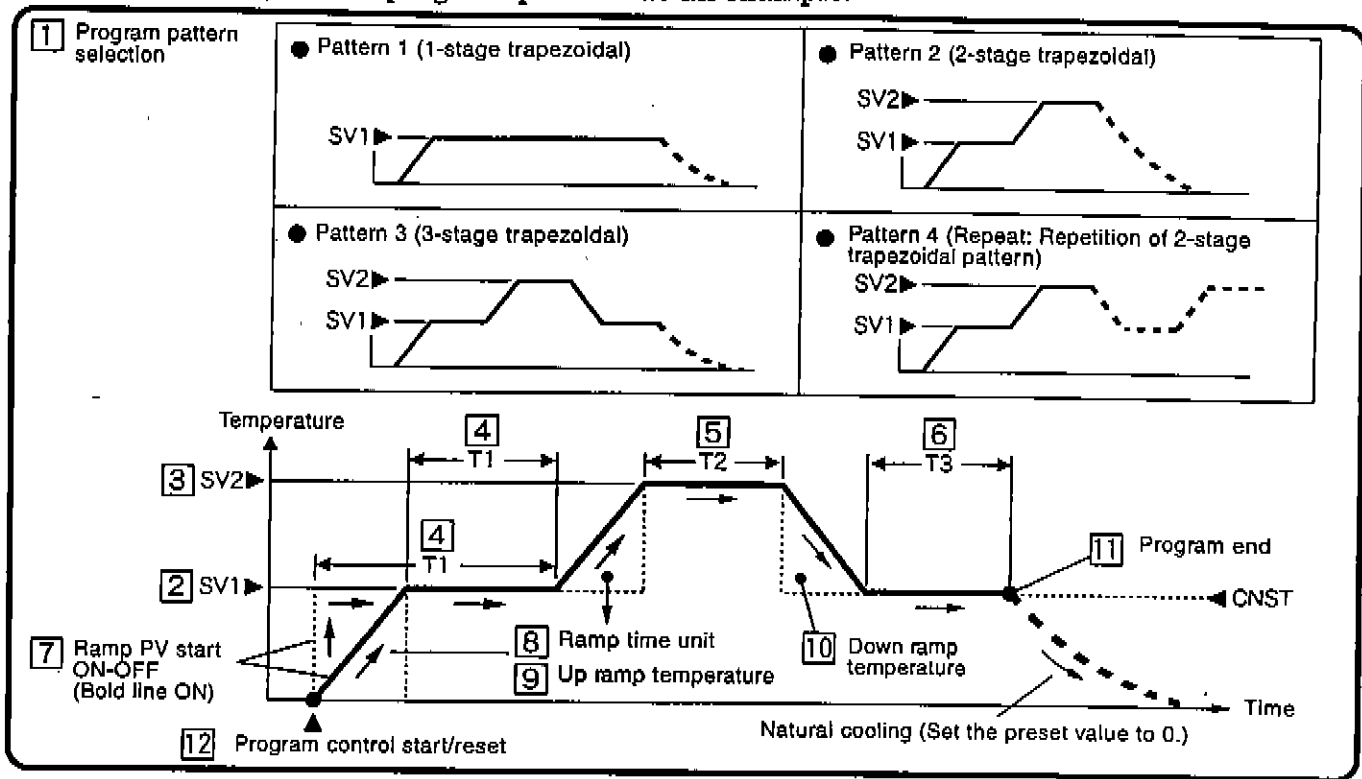 1 Program pattern
selection
● Pattern 1 (1-stage trapezoidal)
SV1
● Pattern 2 (2-stage trapezoidal)
SV2
SV1
● Pattern 3 (3-stage trapezoidal)
SV2
SV1
● Pattern 4 (Repeat: Repetition of 2-stage
trapezoidal pattern)
SV2
SV1
Temperature
4
T1
5
T2
6
T3
3 SV2
4
T1
11 Program end
2 SV1
CNST
7 Ramp PV start
ON-OFF
(Bold line ON)
8 Ramp time unit
9 Up ramp temperature
10 Down ramp
temperature
Time
Natural cooling (Set the preset value to 0.)
12 Program control start/reset